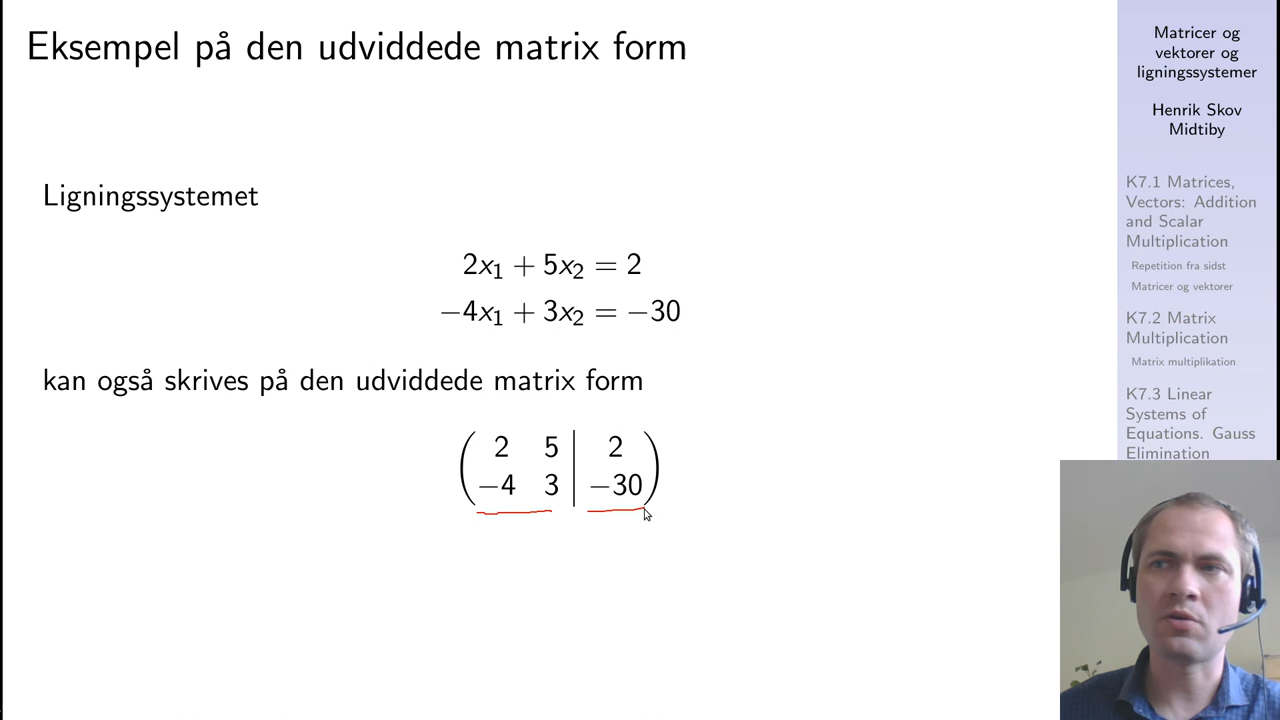 Eksempel på den udviddede matrix form
Ligningssystemet
2x₁ + 5x₂ = 2
−4x₁ + 3x₂ = −30
kan også skrives på den udviddede matrix form
2 5 | 2
−4 3 | −30
Matricer og
vektorer og
ligningssystemer
Henrik Skov
Midtiby
K7.1 Matrices,
Vectors: Addition
and Scalar
Multiplication
Repetition fra sidst
Matricer og vektorer
K7.2 Matrix
Multiplication
Matrix multiplikation
K7.3 Linear
Systems of
Equations. Gauss
Elimination